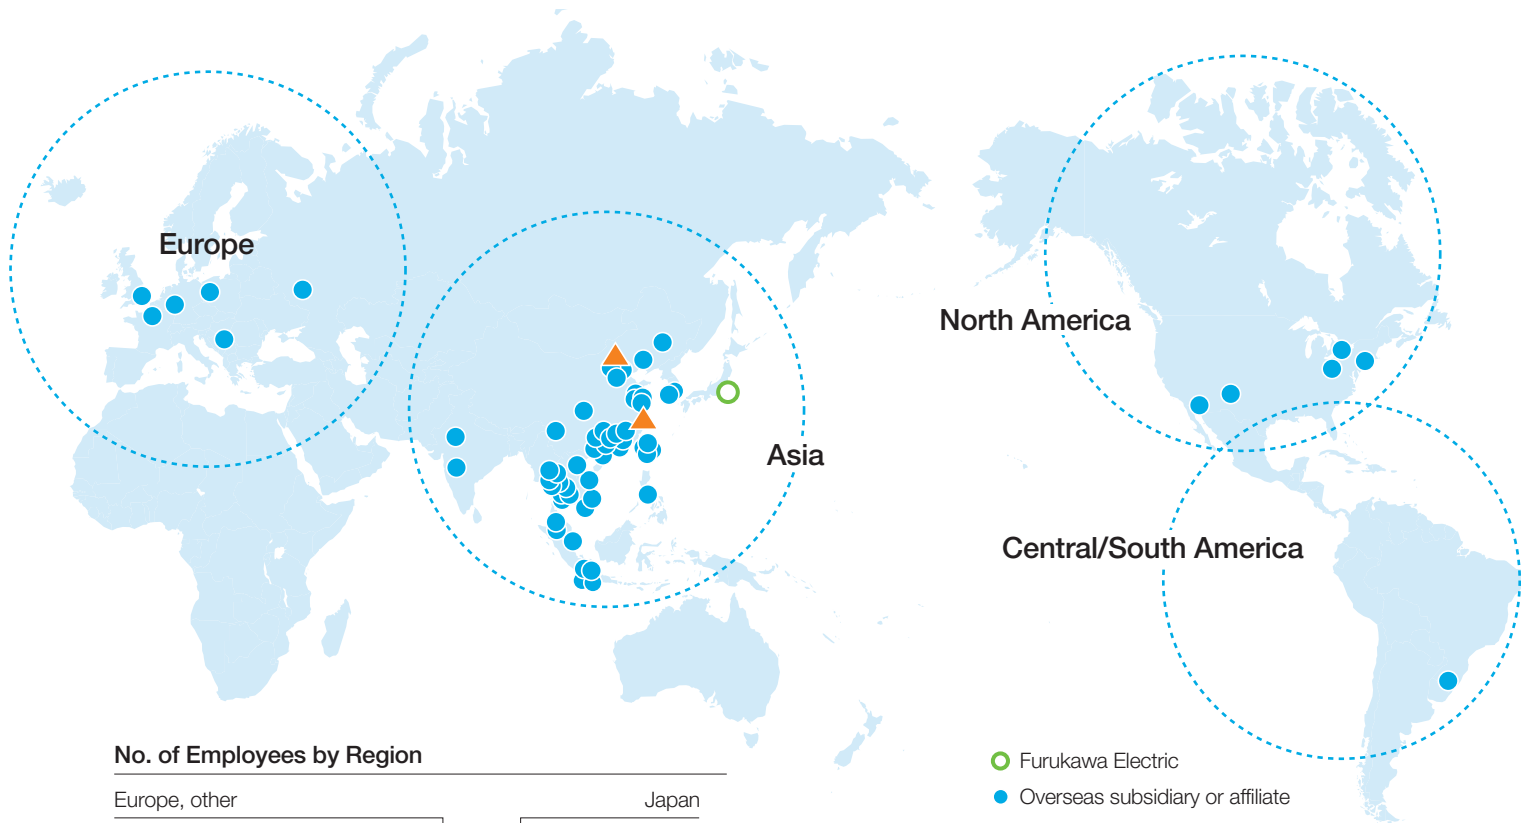 Europe
North America
Asia
Central/South America
No. of Employees by Region
Europe, other
Japan
Furukawa Electric
Overseas subsidiary or affiliate